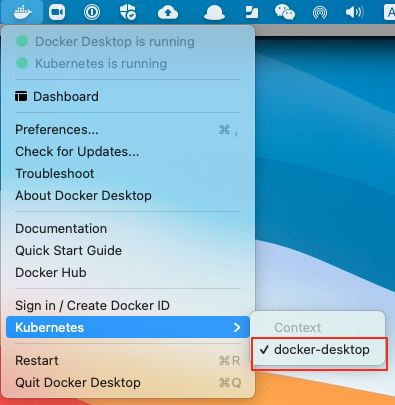 Docker Desktop is running
Kubernetes is running
Dashboard
Preferences... ⌘ ,
Check for Updates...
Troubleshoot
About Docker Desktop
Documentation
Quick Start Guide
Docker Hub
Sign in / Create Docker ID
Kubernetes
Context
✓ docker-desktop
Restart ⌘R
Quit Docker Desktop ⌘Q